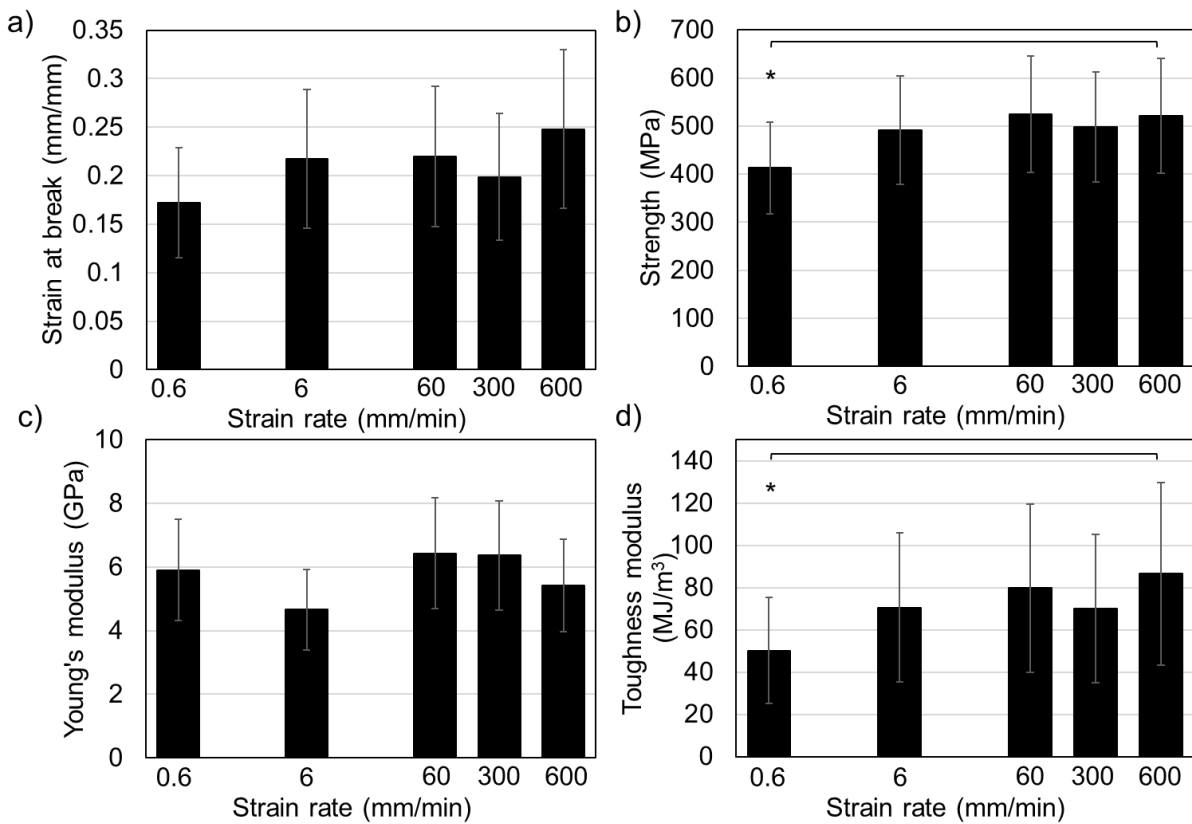 a)
Strain at break (mm/mm)
0.35
0.3
0.25
0.2
0.15
0.1
0.05
0
0.6 6 60 300 600
Strain rate (mm/min)
b)
Strength (MPa)
700
600
500
400
300
200
100
0
*
0.6 6 60 300 600
Strain rate (mm/min)
c)
Young's modulus (GPa)
10
8
6
4
2
0
0.6 6 60 300 600
Strain rate (mm/min)
d)
Toughness modulus
(MJ/m³)
140
120
100
80
60
40
20
0
*
0.6 6 60 300 600
Strain rate (mm/min)